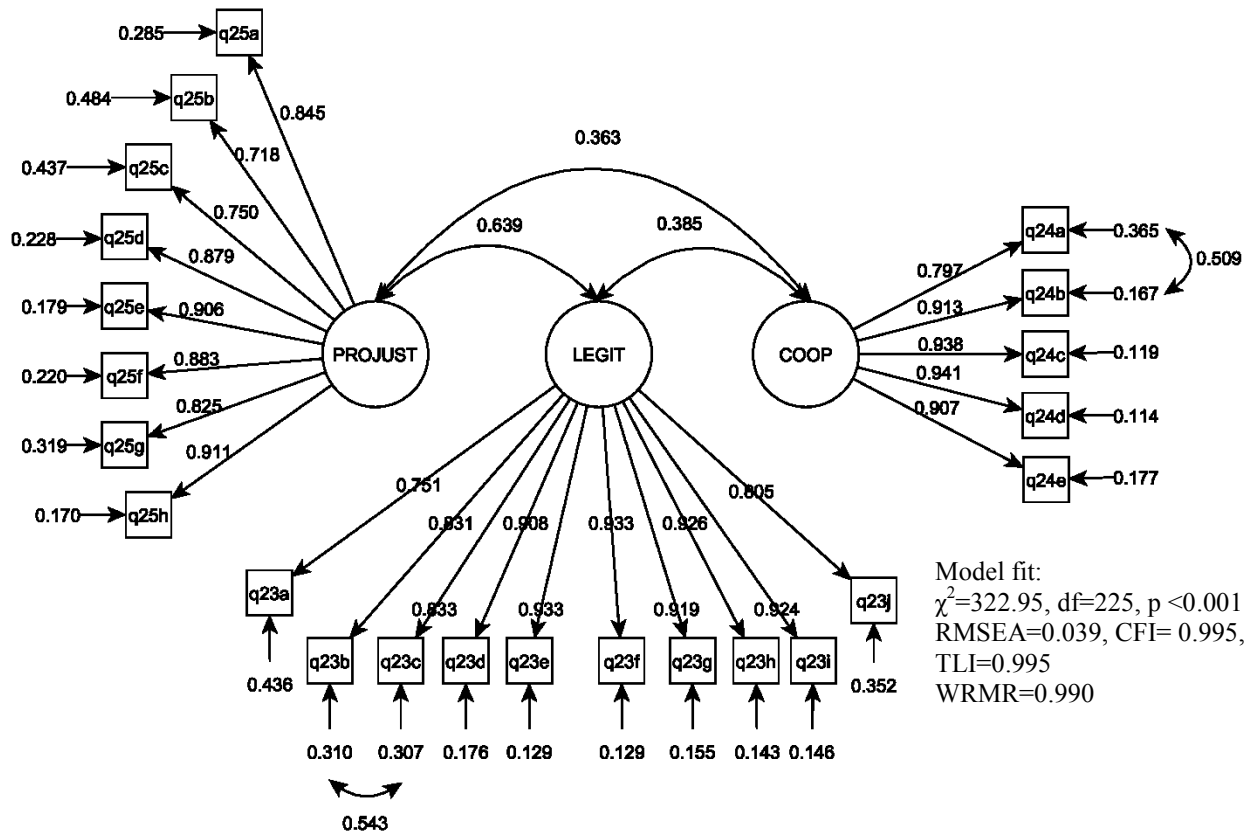 0.285 q25a
0.484 q25b
0.845
0.363
0.437 q25c
0.718
0.750
0.639
0.385
q24a 0.365
0.228 q25d
0.879
0.797
0.509
0.179 q25e
0.906
0.913
q24b 0.167
PROJUST
LEGIT
COOP
0.938
q24c 0.119
0.220 q25f
0.883
0.941
q24d 0.114
0.825
0.907
0.319 q25g
0.911
q24e 0.177
0.170 q25h
0.751
0.831
0.908
0.933
0.926
0.805
q23a
0.833
0.933
0.919
0.924
q23j
q23b
q23c
q23d
q23e
q23f
q23g
q23h
q23i
0.436
0.352
0.310
0.307
0.176
0.129
0.129
0.155
0.143
0.146
0.543
Model fit:
χ²=322.95, df=225, p <0.001
RMSEA=0.039, CFI= 0.995,
TLI=0.995
WRMR=0.990